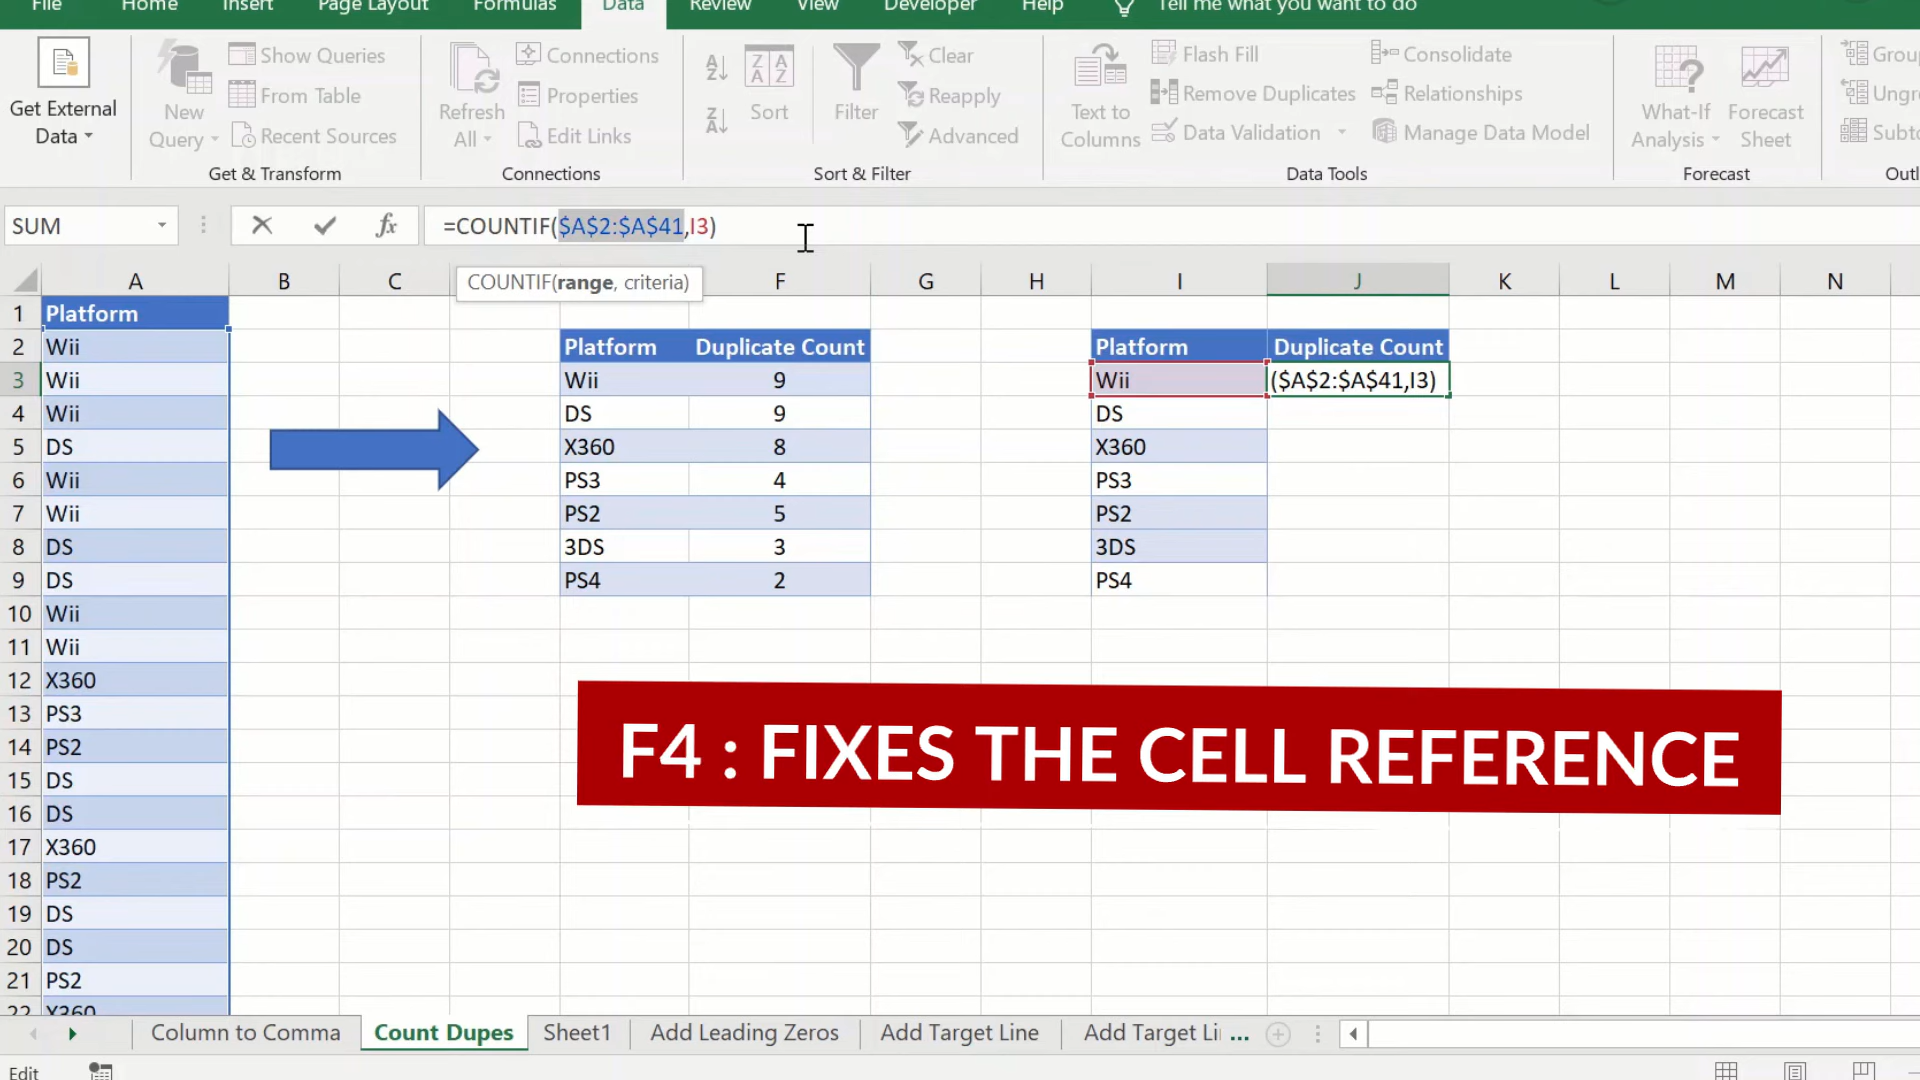 File Home Insert Page Layout Formulas Data Review View Developer Help Tell me what you want to do
Get External Data
New Query
Show Queries
From Table
Recent Sources
Get & Transform
Refresh All
Connections
Properties
Edit Links
Connections
Sort
Filter
Clear
Reapply
Advanced
Sort & Filter
Text to Columns
Flash Fill
Remove Duplicates
Data Validation
Consolidate
Relationships
Manage Data Model
Data Tools
What-If Analysis
Forecast Sheet
Forecast
SUM fx =COUNTIF($A$2:$A$41,I3)
COUNTIF(range, criteria)
A B C F G H I J K L M N
1 Platform
2 Wii Platform Duplicate Count Platform Duplicate Count
3 Wii Wii 9 Wii ($A$2:$A$41,I3)
4 Wii DS 9 DS
5 DS X360 8 X360
6 Wii PS3 4 PS3
7 Wii PS2 5 PS2
8 DS 3DS 3 3DS
9 DS PS4 2 PS4
10 Wii
11 Wii
12 X360
13 PS3
14 PS2
15 DS
16 DS
17 X360
18 PS2
19 DS
20 DS
21 PS2
22 X360
F4 : FIXES THE CELL REFERENCE
Column to Comma Count Dupes Sheet1 Add Leading Zeros Add Target Line Add Target Li ...
Edit